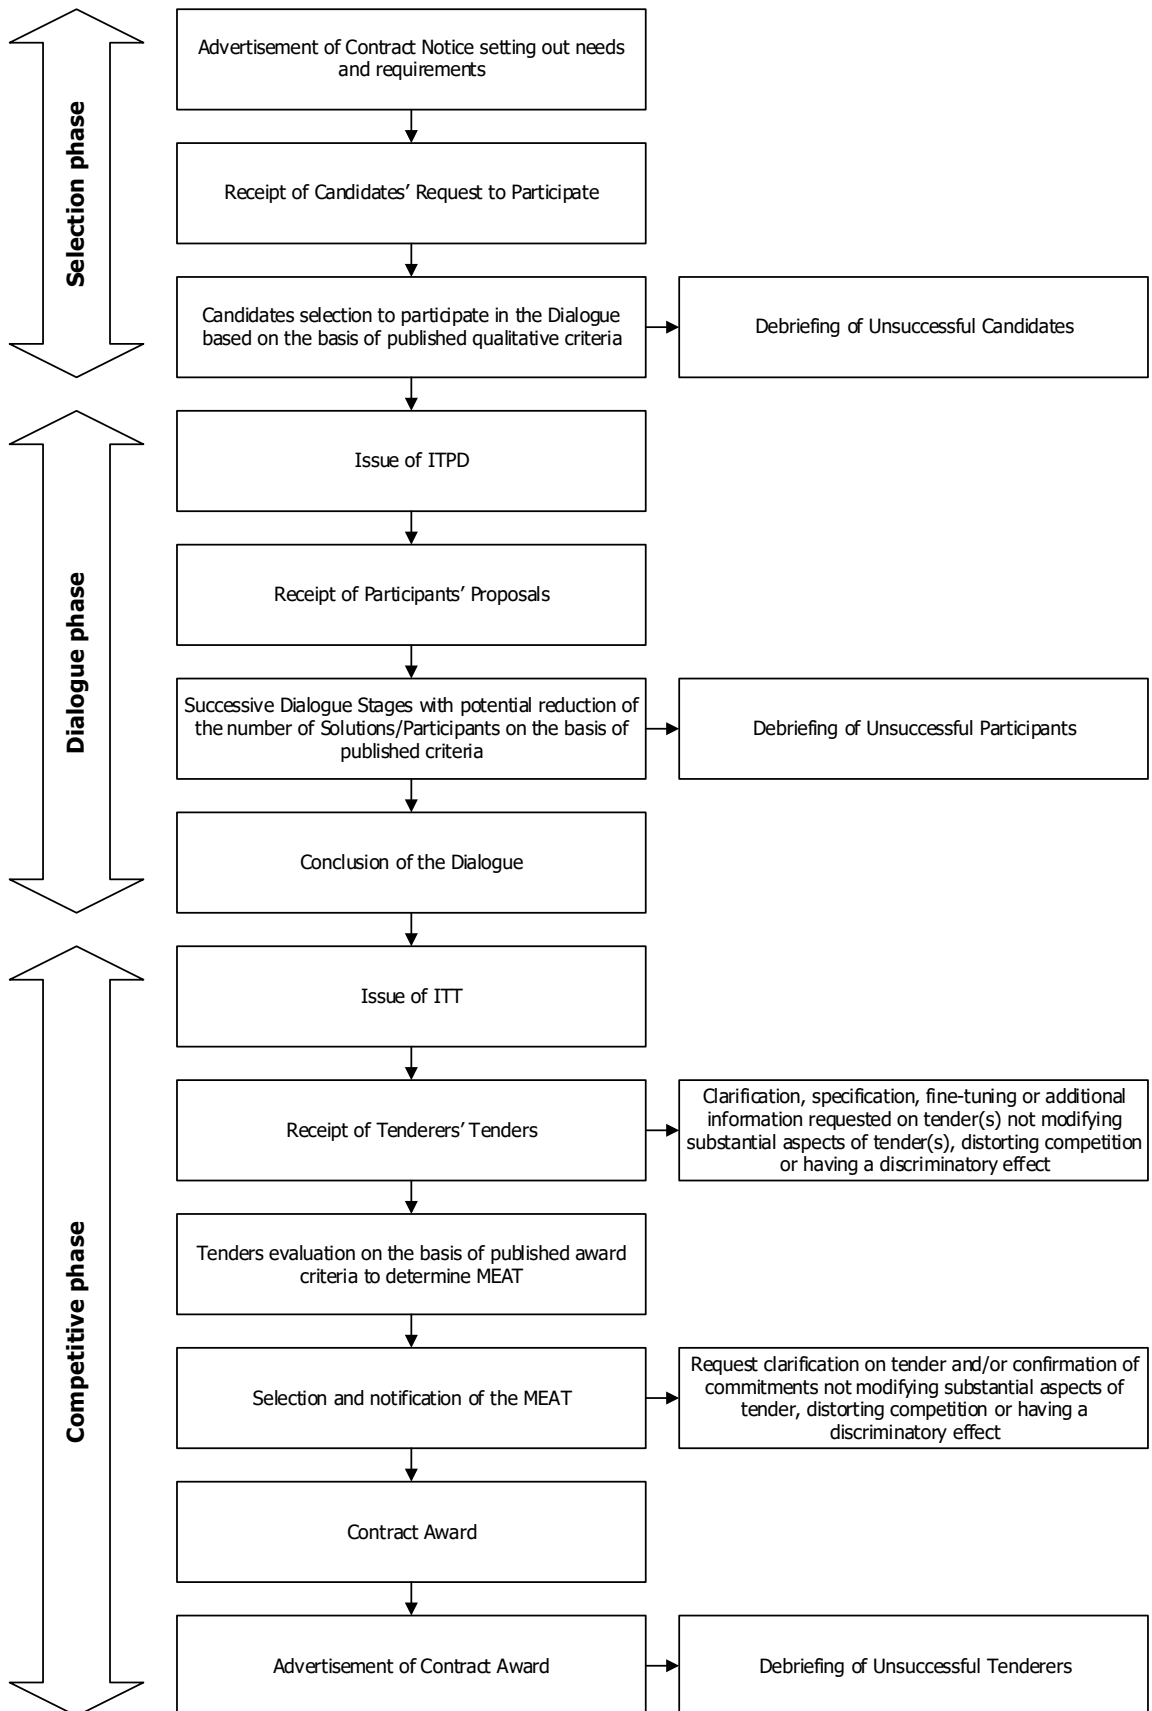 Selection phase
Advertisement of Contract Notice setting out needs
and requirements
Receipt of Candidates’ Request to Participate
Candidates selection to participate in the Dialogue
based on the basis of published qualitative criteria
Debriefing of Unsuccessful Candidates
Dialogue phase
Issue of ITPD
Receipt of Participants’ Proposals
Successive Dialogue Stages with potential reduction of
the number of Solutions/Participants on the basis of
published criteria
Debriefing of Unsuccessful Participants
Conclusion of the Dialogue
Competitive phase
Issue of ITT
Receipt of Tenderers’ Tenders
Clarification, specification, fine-tuning or additional
information requested on tender(s) not modifying
substantial aspects of tender(s), distorting competition
or having a discriminatory effect
Tenders evaluation on the basis of published award
criteria to determine MEAT
Selection and notification of the MEAT
Request clarification on tender and/or confirmation of
commitments not modifying substantial aspects of
tender, distorting competition or having a
discriminatory effect
Contract Award
Advertisement of Contract Award
Debriefing of Unsuccessful Tenderers